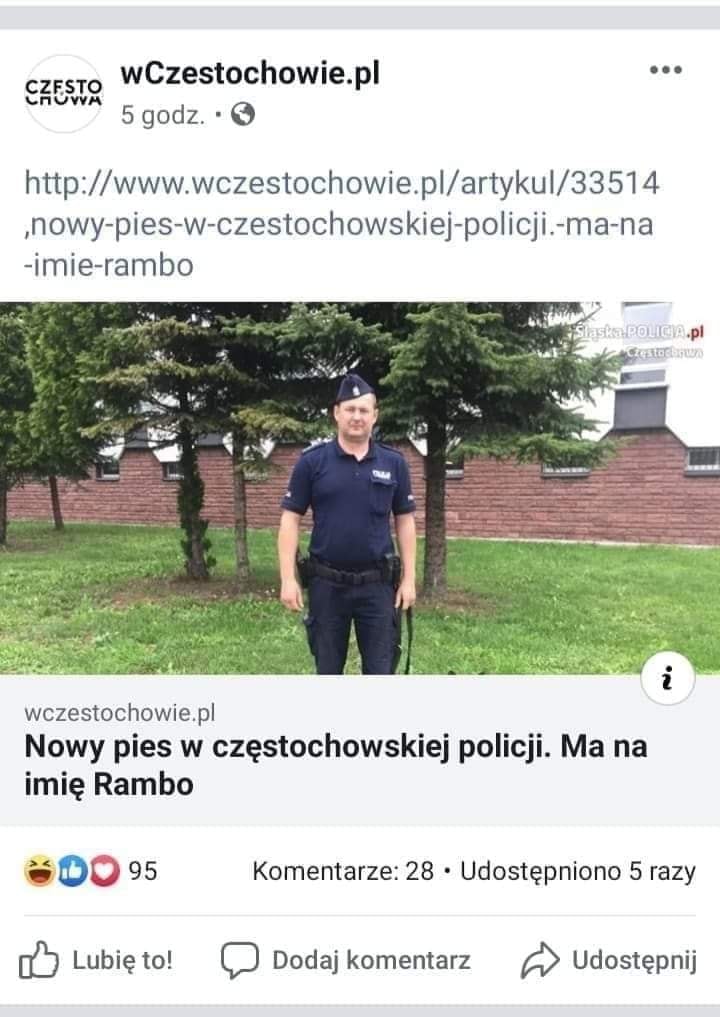 CZĘSTO
CHOWA
wCzestochowie.pl
5 godz. •
http://www.wczestochowie.pl/artykul/33514
,nowy-pies-w-czestochowskiej-policji.-ma-na
-imie-rambo
Śląska.POLICJA.pl
Częstochowa
POLICJA
i
wczestochowie.pl
Nowy pies w częstochowskiej policji. Ma na
imię Rambo
95
Komentarze: 28 • Udostępniono 5 razy
Lubię to!
Dodaj komentarz
Udostępnij